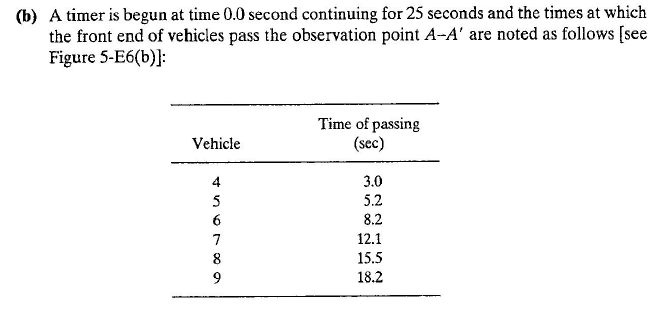 (b) A timer is begun at time 0.0 second continuing for 25 seconds and the times at which
the front end of vehicles pass the observation point A–A′ are noted as follows [see
Figure 5-E6(b)]:
Time of passing
Vehicle (sec)
4 3.0
5 5.2
6 8.2
7 12.1
8 15.5
9 18.2